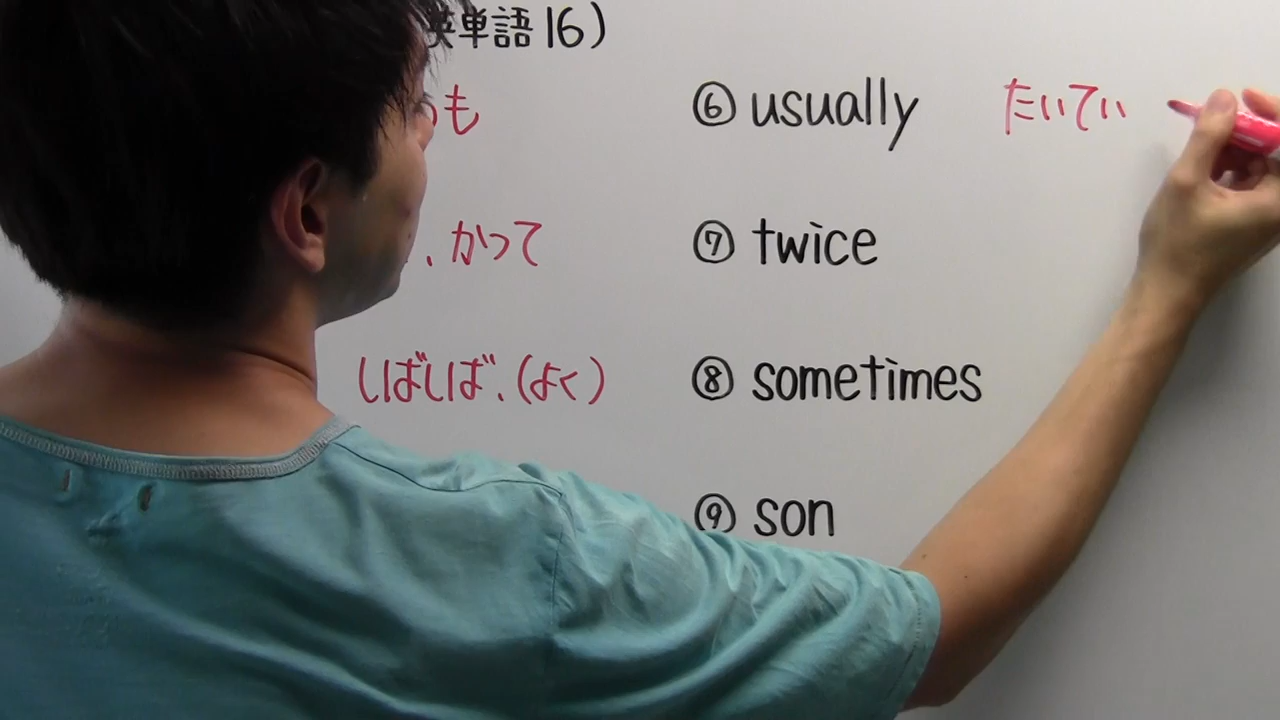 英単語16)
も
⑥ usually たいてい
、かって
⑦ twice
しばしば、(よく)
⑧ sometimes
⑨ son